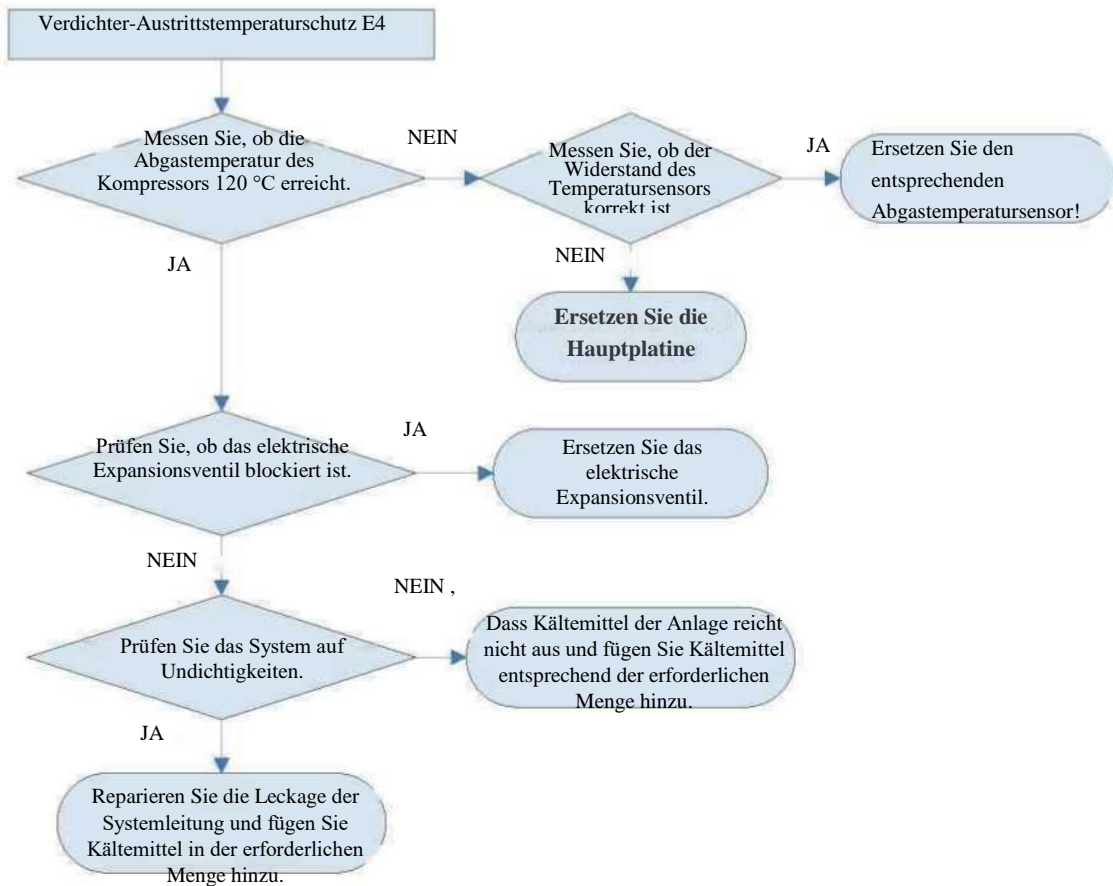 Verdichter-Austrittstemperaturschutz E4
Messen Sie, ob die
Abgastemperatur des
Kompressors 120 °C erreicht.
NEIN
Messen Sie, ob der
Widerstand des
Temperatursensors
korrekt ist
JA
Ersetzen Sie den
entsprechenden
Abgastemperatursensor!
JA
NEIN
Ersetzen Sie die
Hauptplatine
Prüfen Sie, ob das elektrische
Expansionsventil blockiert ist.
JA
Ersetzen Sie das
elektrische
Expansionsventil.
NEIN
NEIN ,
Prüfen Sie das System auf
Undichtigkeiten.
Dass Kältemittel der Anlage reicht
nicht aus und fügen Sie Kältemittel
entsprechend der erforderlichen
Menge hinzu.
JA
Reparieren Sie die Leckage der
Systemleitung und fügen Sie
Kältemittel in der erforderlichen
Menge hinzu.